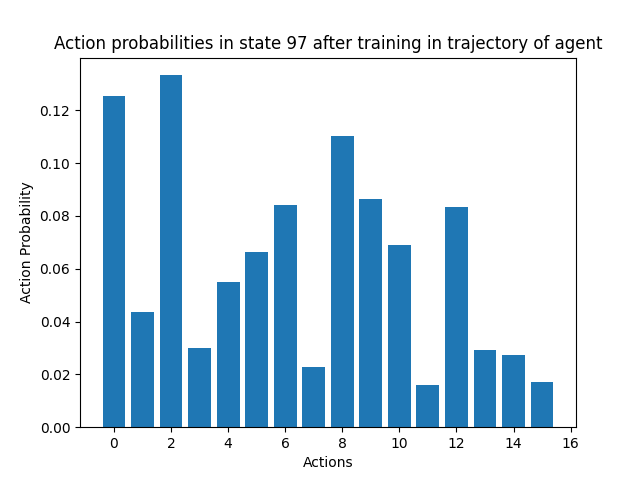 Action probabilities in state 97 after training in trajectory of agent
0.12
0.10
0.08
0.06
0.04
0.02
0.00
Action Probability
0 2 4 6 8 10 12 14 16
Actions